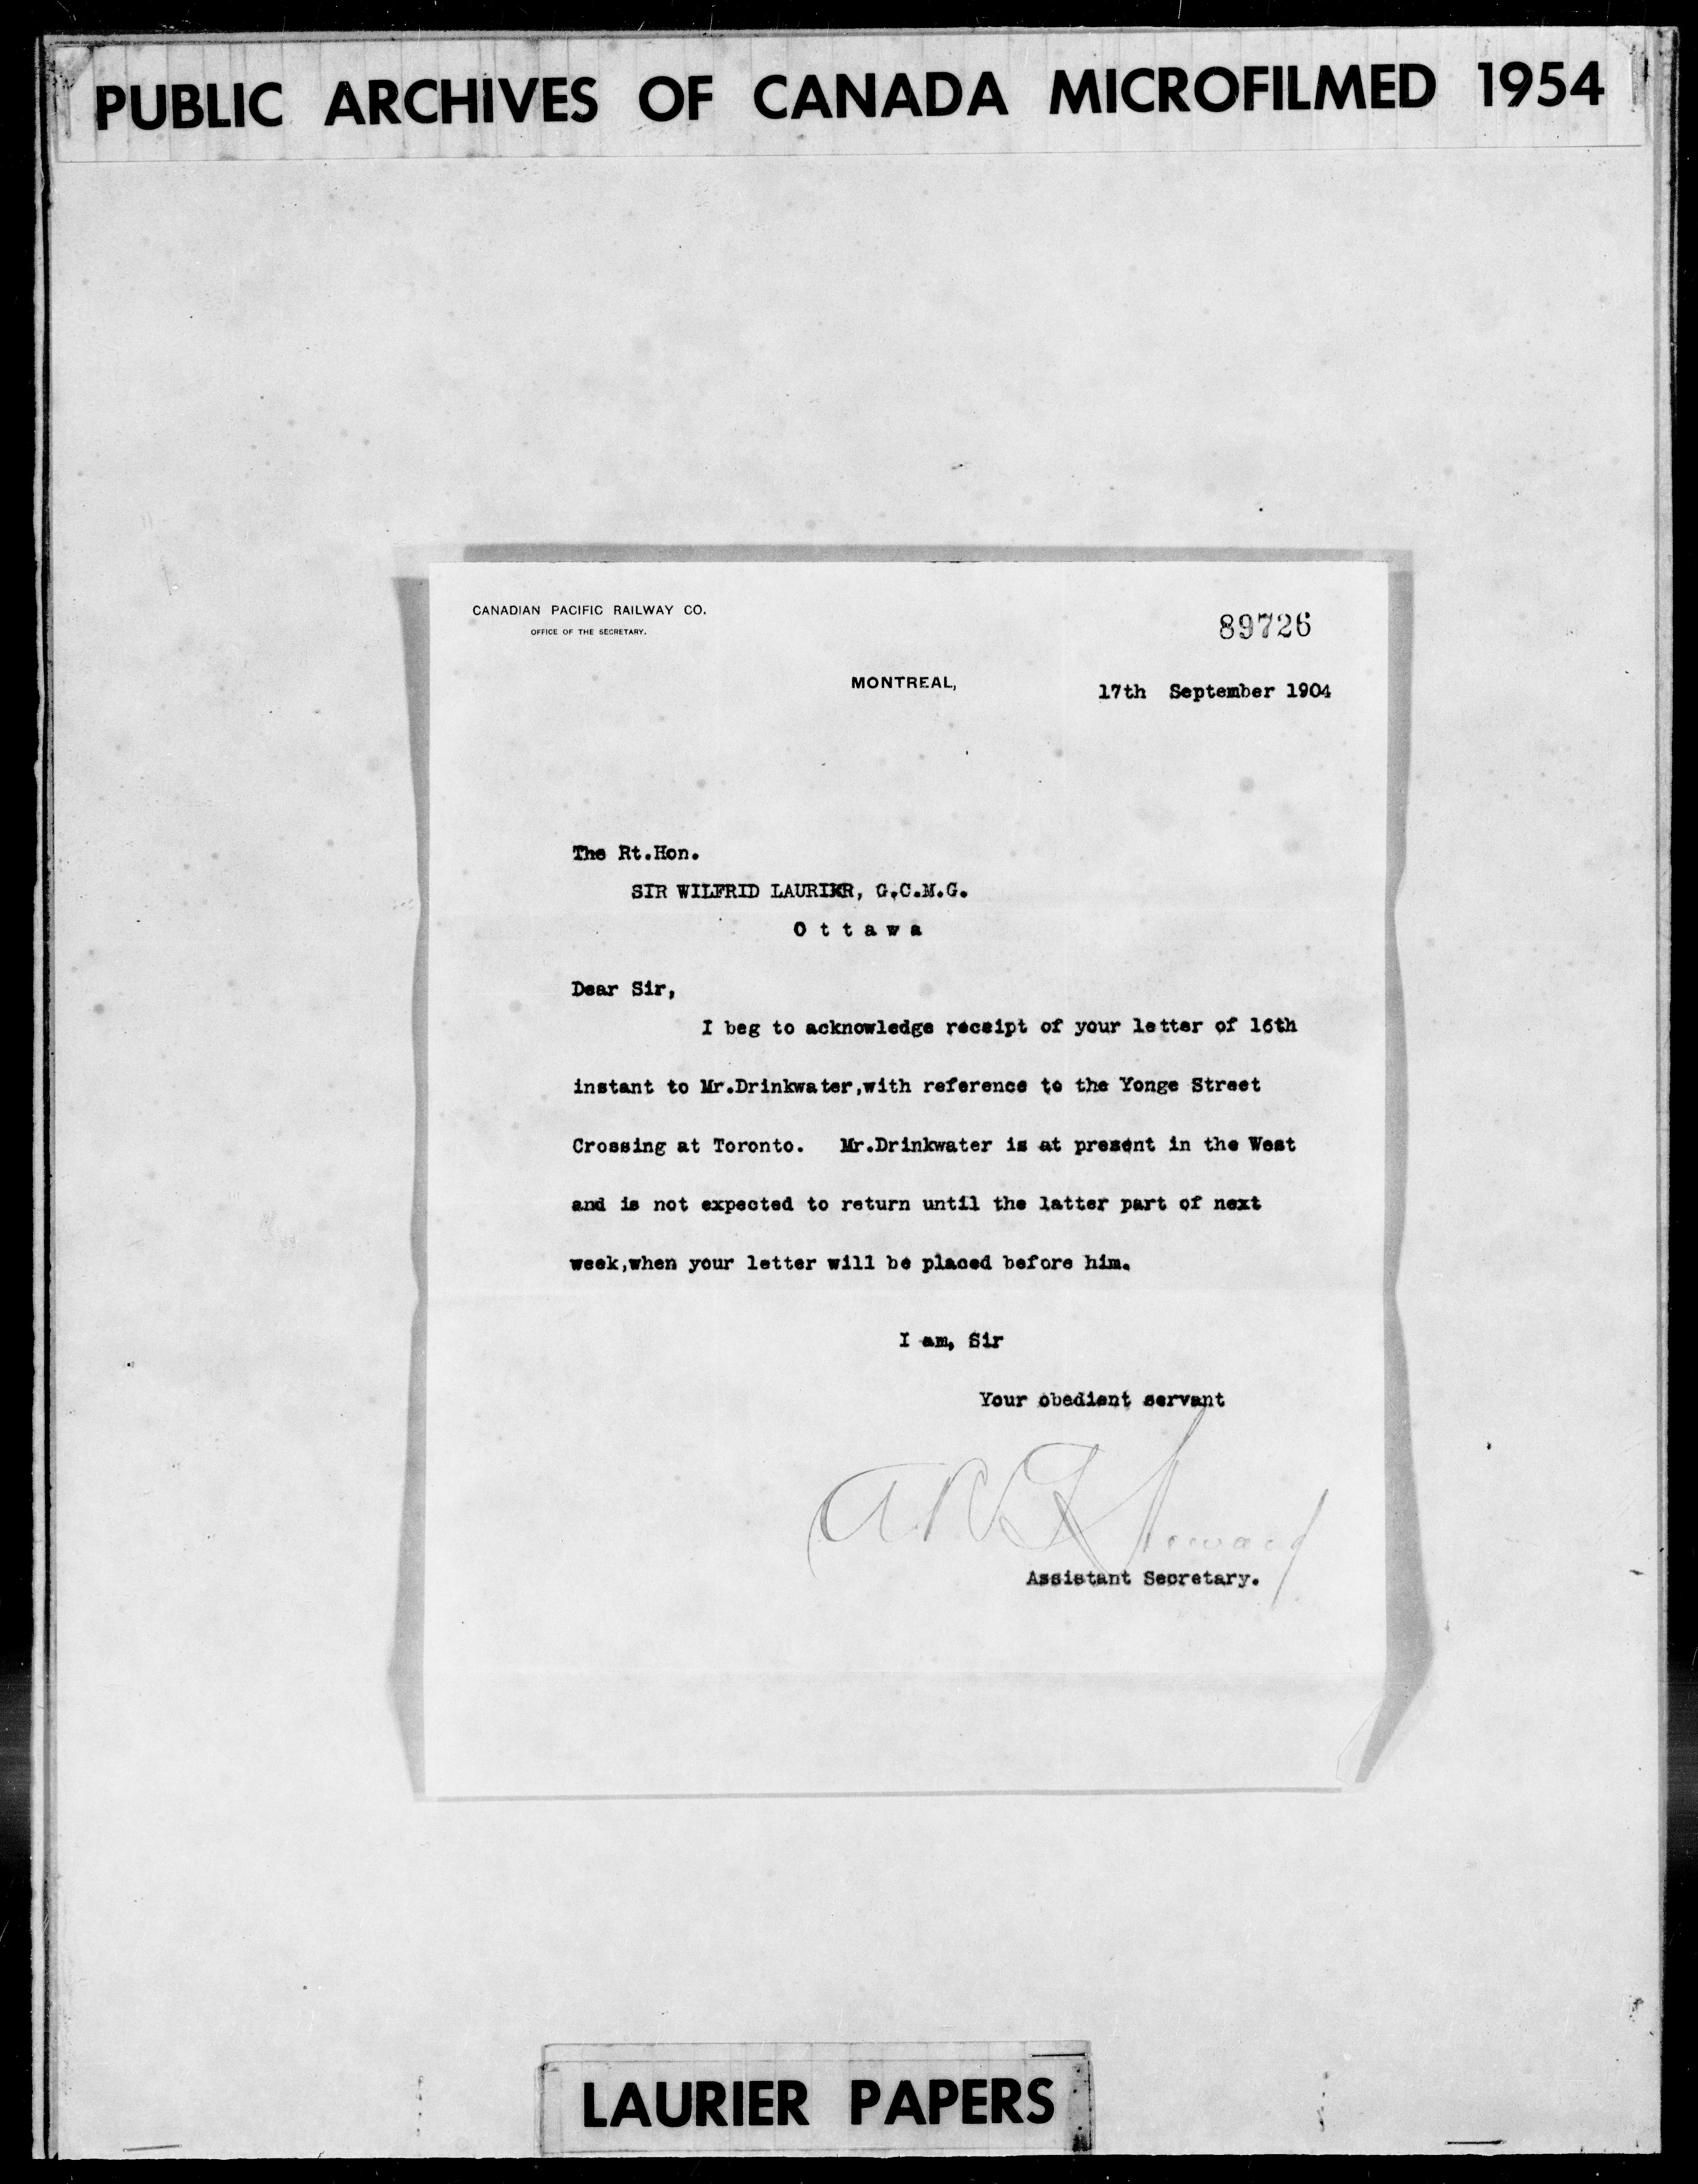 PUBLIC ARCHIVES OF CANADA MICROFILMED 1954
CANADIAN PACIFIC RAILWAY CO.
OFFICE OF THE SECRETARY.
89726
MONTREAL,
17th September 1904
The Rt.Hon.
SIR WILFRID LAURIER, G.C.M.G.
Ottawa
Dear Sir,
I beg to acknowledge receipt of your letter of 16th
instant to Mr.Drinkwater,with reference to the Yonge Street
Crossing at Toronto. Mr.Drinkwater is at present in the West
and is not expected to return until the latter part of next
week,when your letter will be placed before him.
I am, Sir
Your obedient servant
Assistant Secretary.
LAURIER PAPERS